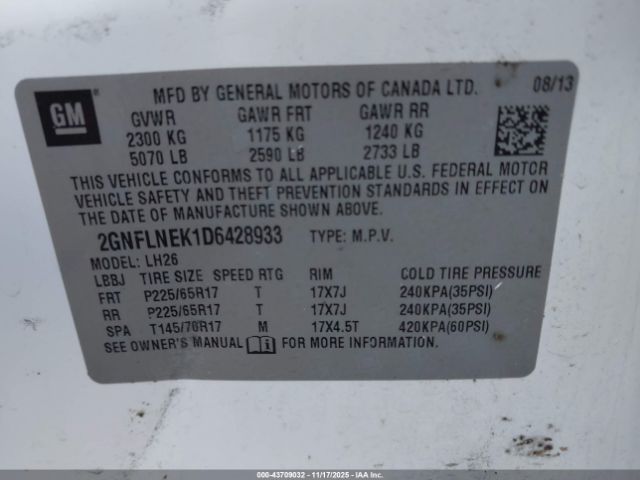 MFD BY GENERAL MOTORS OF CANADA LTD. 08/13
GM
GVWR GAWR FRT GAWR RR
2300 KG 1175 KG 1240 KG
5070 LB 2590 LB 2733 LB
THIS VEHICLE CONFORMS TO ALL APPLICABLE U.S. FEDERAL MOTOR
VEHICLE SAFETY AND THEFT PREVENTION STANDARDS IN EFFECT ON
THE DATE OF MANUFACTURE SHOWN ABOVE.
2GNFLNEK1D6428933 TYPE: M.P.V.
MODEL: LH26
LBBJ TIRE SIZE SPEED RTG RIM COLD TIRE PRESSURE
FRT P225/65R17 T 17X7J 240KPA(35PSI)
RR P225/65R17 T 17X7J 240KPA(35PSI)
SPA T145/70R17 M 17X4.5T 420KPA(60PSI)
SEE OWNER'S MANUAL FOR MORE INFORMATION.
000-43709032 - 11/17/2025 - IAAI.COM